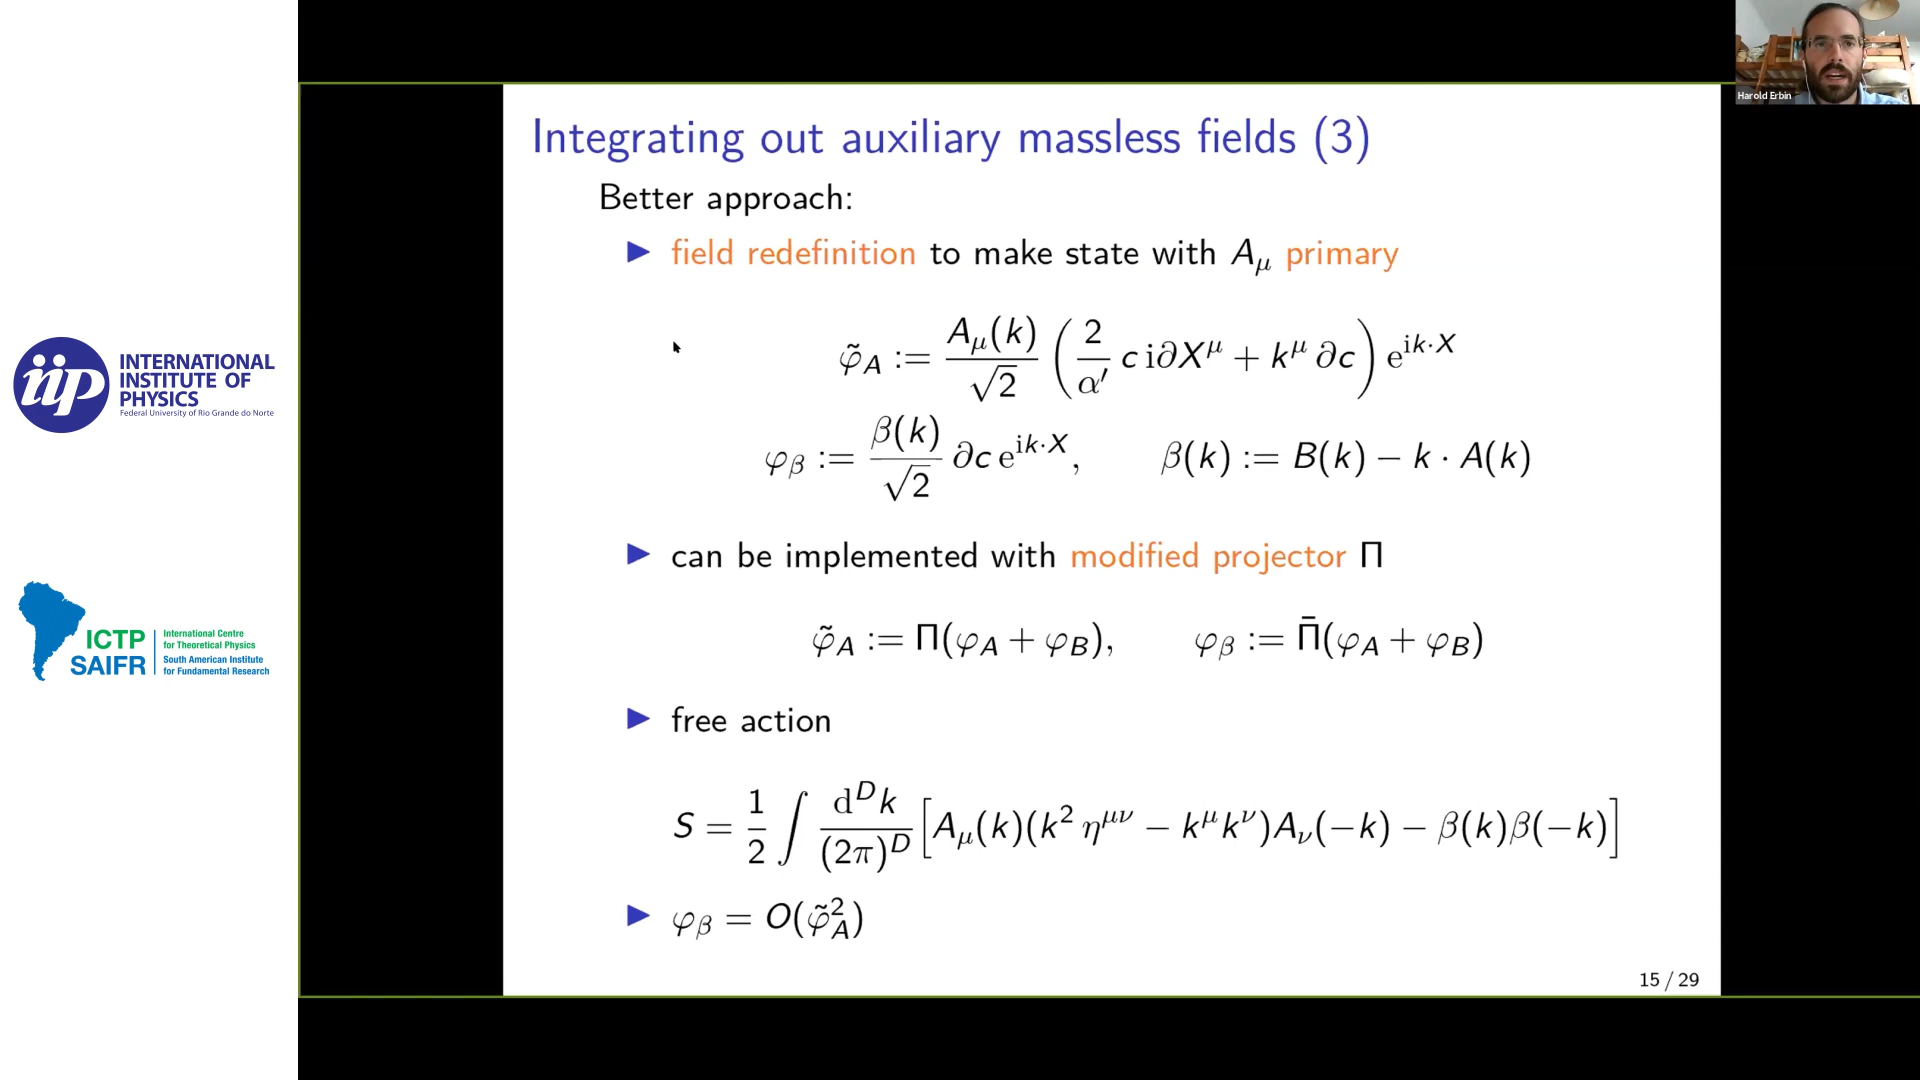 INTERNATIONAL
INSTITUTE OF
PHYSICS
Federal University of Rio Grande do Norte
iip
ICTP
SAIFR
International Centre
for Theoretical Physics
South American Institute
for Fundamental Research
Harold Erbin
Integrating out auxiliary massless fields (3)
Better approach:
▶ field redefinition to make state with A_μ primary
φ̃_A := A_μ(k)/√2 (2/α′ c i∂X^μ + k^μ ∂c) e^{ik·X}
φ_β := β(k)/√2 ∂c e^{ik·X}, β(k) := B(k) − k · A(k)
▶ can be implemented with modified projector Π
φ̃_A := Π(φ_A + φ_B), φ_β := Π̄(φ_A + φ_B)
▶ free action
S = 1/2 ∫ d^D k/(2π)^D [A_μ(k)(k² η^{μν} − k^μ k^ν)A_ν(−k) − β(k)β(−k)]
▶ φ_β = O(φ̃_A²)
15 / 29